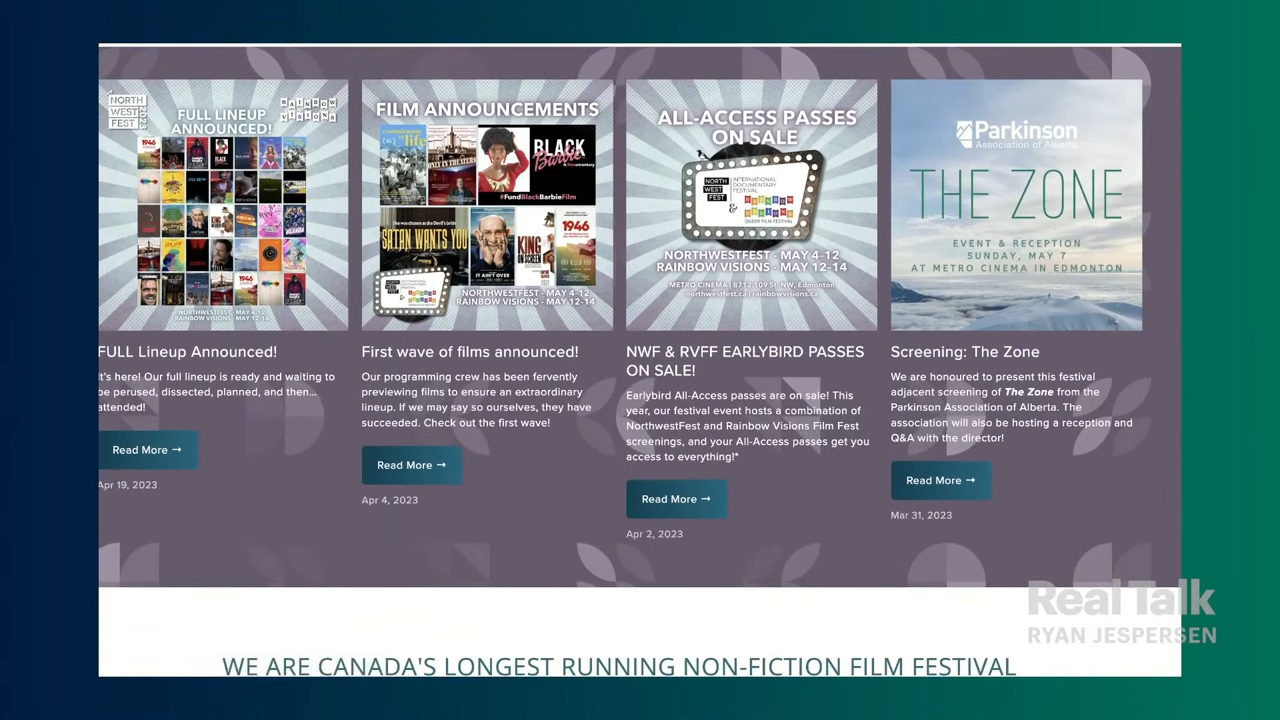 NORTH
WEST
FEST
2023
RAINBOW
VISIONS
FULL LINEUP
ANNOUNCED!
NORTHWESTFEST - MAY 4-12
RAINBOW VISIONS - MAY 12-14
FULL Lineup Announced!
It's here! Our full lineup is ready and waiting to
be perused, dissected, planned, and then...
attended!
Read More →
Apr 19, 2023
FILM ANNOUNCEMENTS
BLACK
Barbie
#FundBlackBarbieFilm
SATAN WANTS YOU
IT AIN'T OVER
KING
ON SCREEN
1946
NORTHWESTFEST - MAY 4-12
RAINBOW VISIONS - MAY 12-14
First wave of films announced!
Our programming crew has been fervently
previewing films to ensure an extraordinary
lineup. If we may say so ourselves, they have
succeeded. Check out the first wave!
Read More →
Apr 4, 2023
ALL-ACCESS PASSES
ON SALE
NORTH
WEST
FEST
INTERNATIONAL
DOCUMENTARY
FESTIVAL
&
RAINBOW
VISIONS
QUEER FILM FESTIVAL
NORTHWESTFEST - MAY 4-12
RAINBOW VISIONS - MAY 12-14
METRO CINEMA | 8712 109 St. NW, Edmonton
northwestfest.ca | rainbowvisions.ca
NWF & RVFF EARLYBIRD PASSES
ON SALE!
Earlybird All-Access passes are on sale! This
year, our festival event hosts a combination of
NorthwestFest and Rainbow Visions Film Fest
screenings, and your All-Access passes get you
access to everything!*
Read More →
Apr 2, 2023
Parkinson
Association of Alberta
THE ZONE
EVENT & RECEPTION
SUNDAY, MAY 7
AT METRO CINEMA IN EDMONTON
Screening: The Zone
We are honoured to present this festival
adjacent screening of The Zone from the
Parkinson Association of Alberta. The
association will also be hosting a reception and
Q&A with the director!
Read More →
Mar 31, 2023
Real Talk
RYAN JESPERSEN
WE ARE CANADA'S LONGEST RUNNING NON-FICTION FILM FESTIVAL